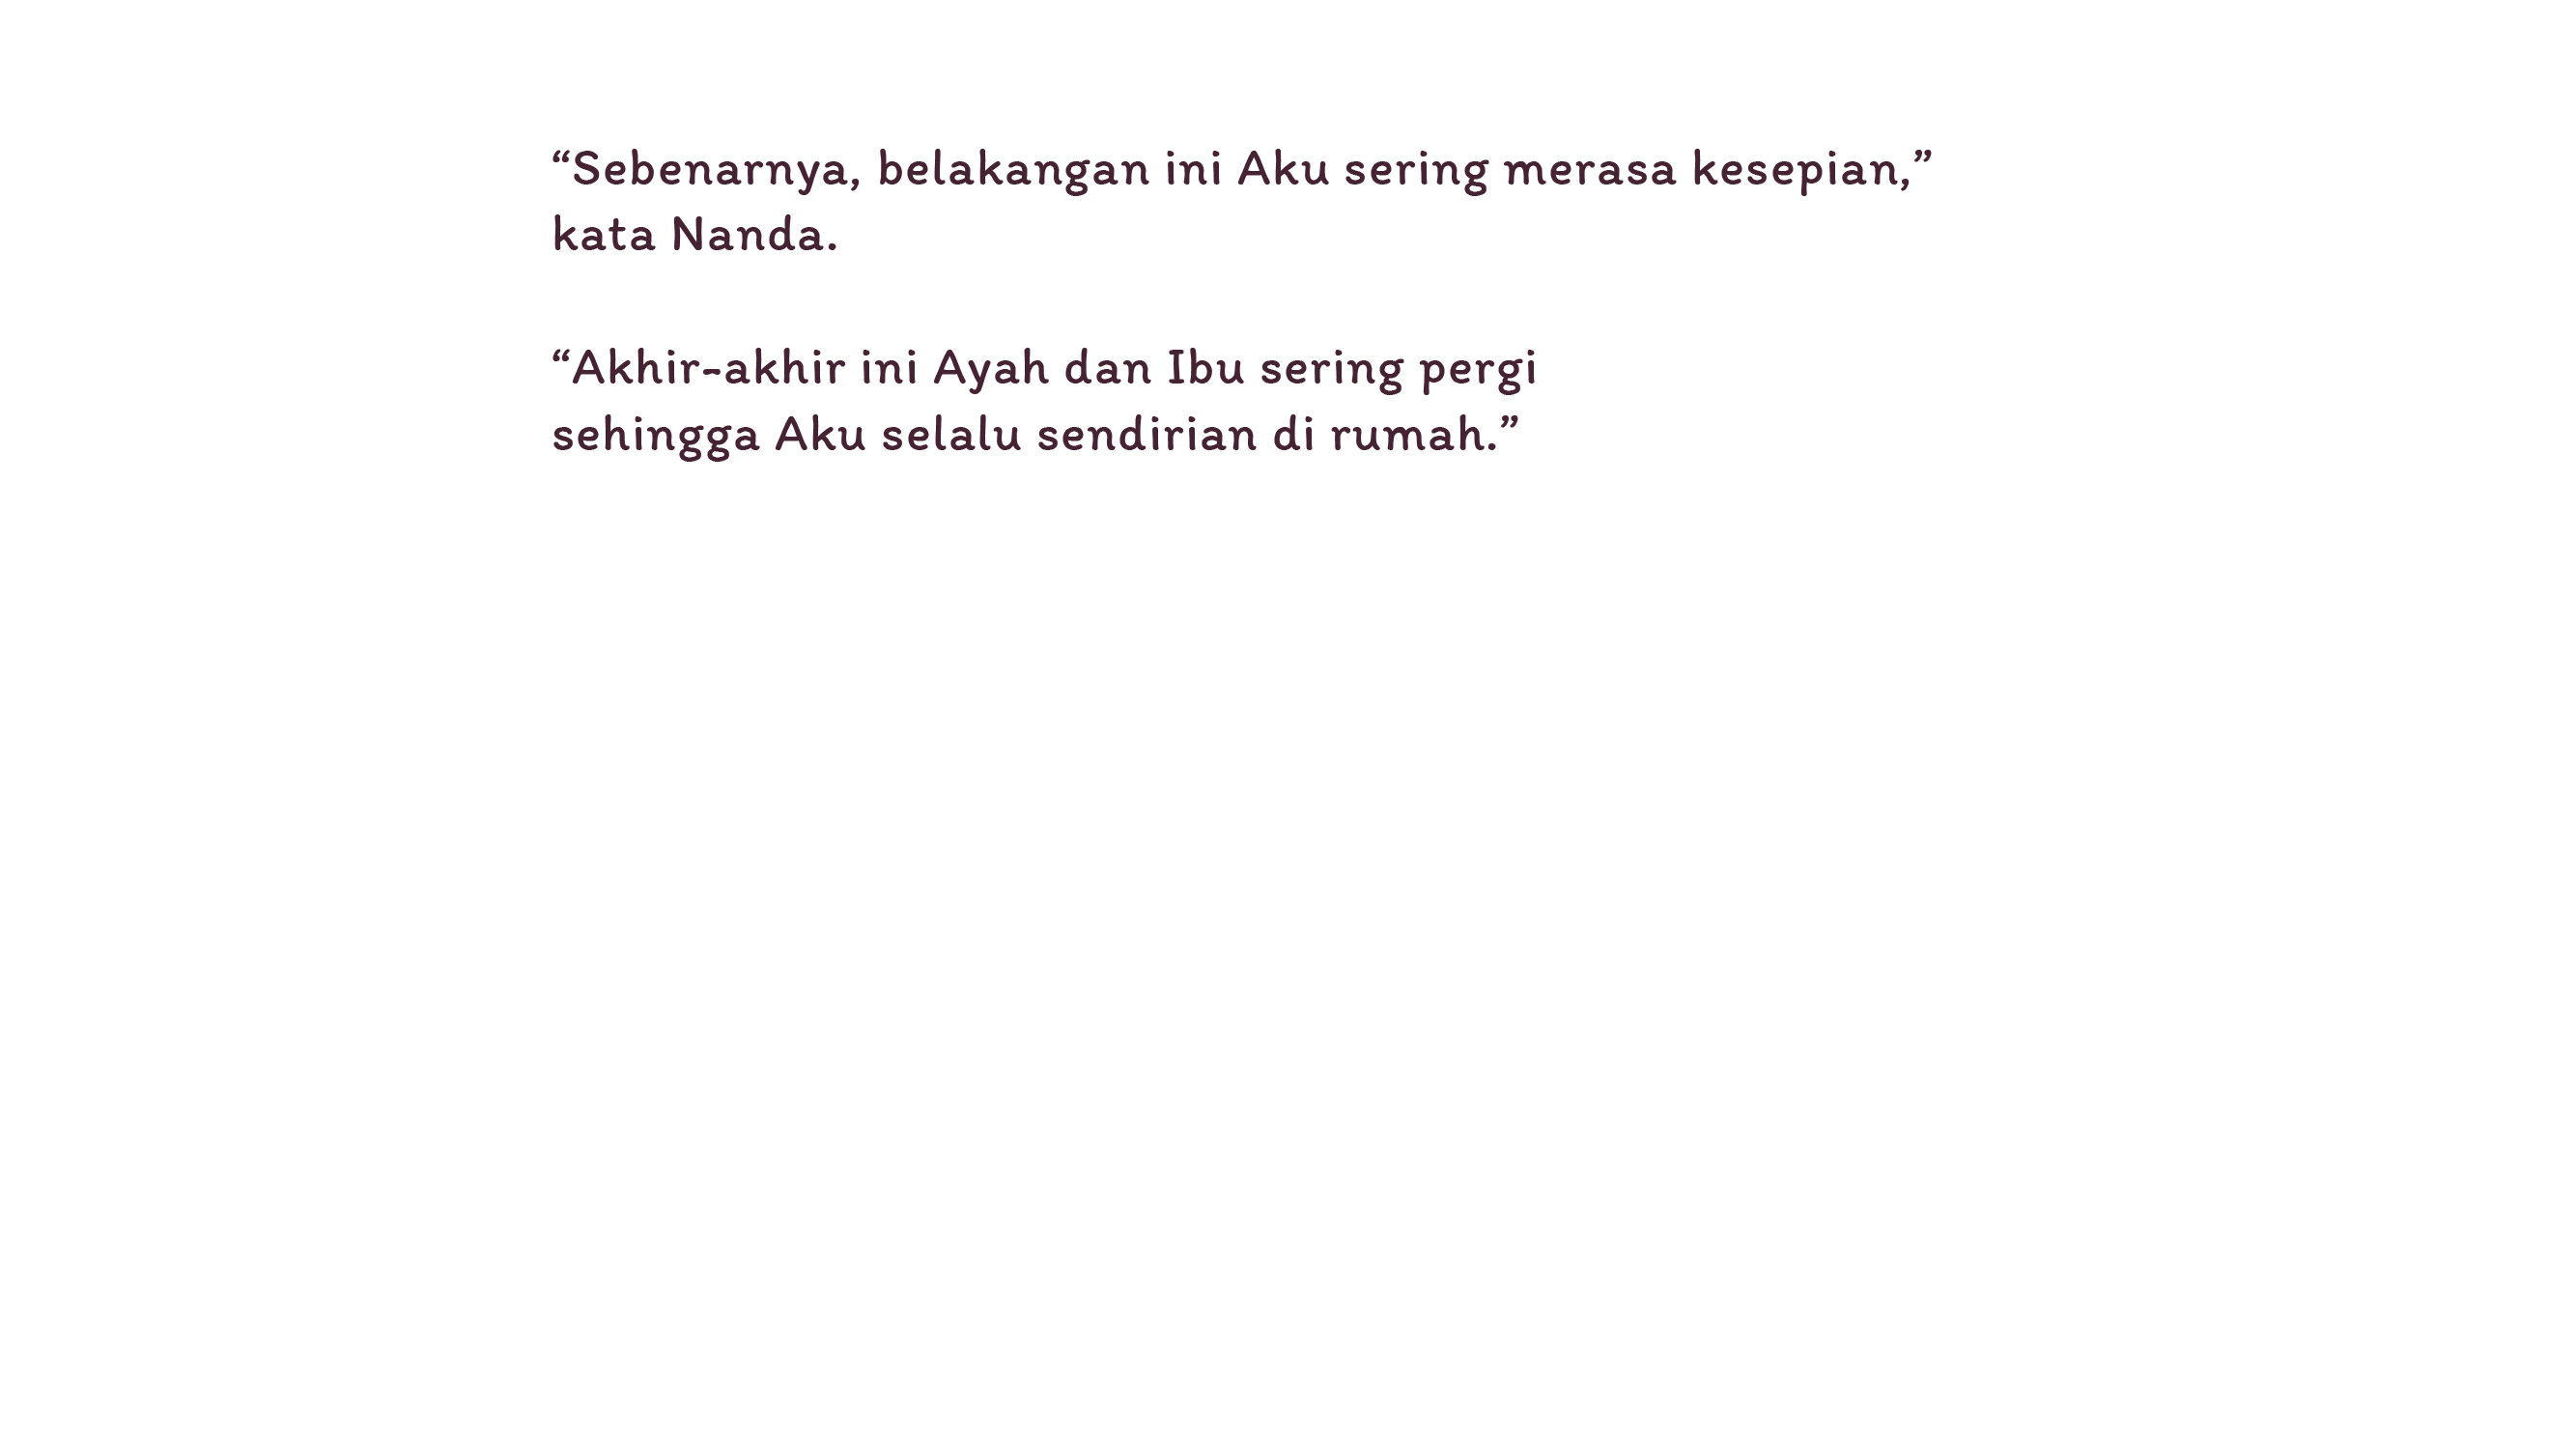 “Sebenarnya, belakangan ini Aku sering merasa kesepian,”
kata Nanda.
“Akhir-akhir ini Ayah dan Ibu sering pergi
sehingga Aku selalu sendirian di rumah.”